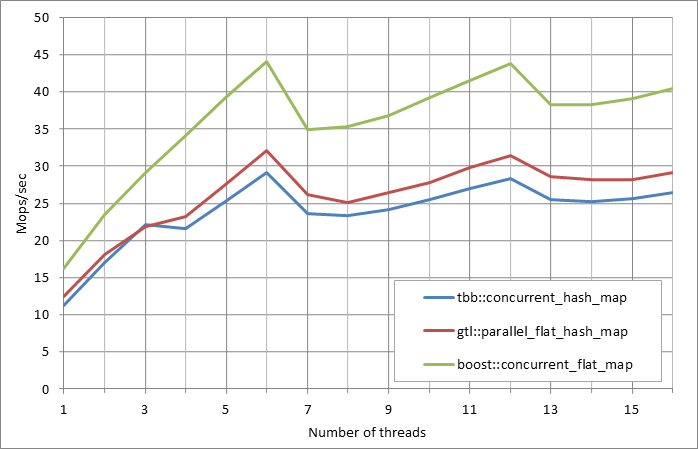 50
45
40
35
30
25
20
15
10
5
0
Mops/sec
tbb::concurrent_hash_map
gtl::parallel_flat_hash_map
boost::concurrent_flat_map
1 3 5 7 9 11 13 15
Number of threads